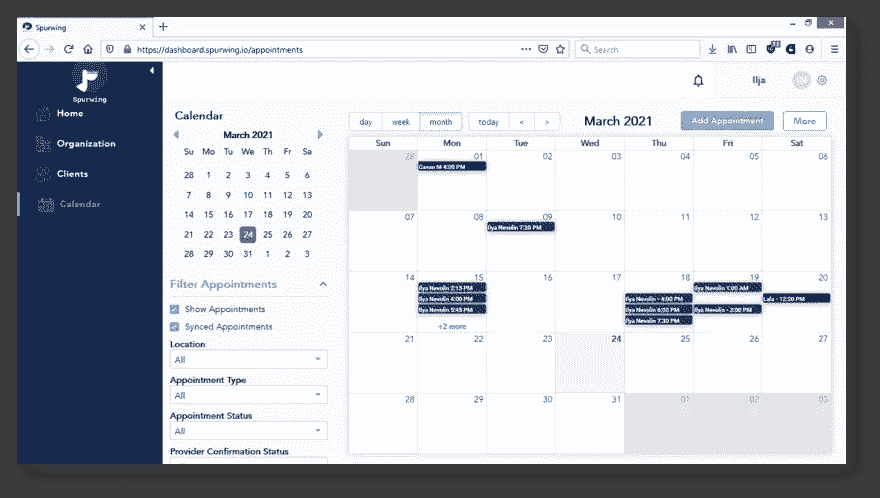 Spurwing
https://dashboard.spurwing.io/appointments
Search
Spurwing
Home
Organization
Clients
Calendar
Ilja
Calendar
March 2021
Su Mo Tu We Th Fr Sa
28 1 2 3 4 5 6
7 8 9 10 11 12 13
14 15 16 17 18 19 20
21 22 23 24 25 26 27
28 29 30 31 1 2 3
Filter Appointments
Show Appointments
Synced Appointments
Location
All
Appointment Type
All
Appointment Status
All
Provider Confirmation Status
day week month today < > March 2021 Add Appointment More
Sun Mon Tue Wed Thu Fri Sat
28 01 02 03 04 05 06
M 4:00 PM
07 08 09 10 11 12 13
Ilya Nevolin 7:30 PM
14 15 16 17 18 19 20
Ilya Nevolin 2:15 PM
Ilya Nevolin 4:00 PM
Ilya Nevolin 5:45 PM
+2 more
Ilya Nevolin - 4:00 PM
Ilya Nevolin 6:00 PM
Ilya Nevolin 7:30 PM
Ilya Nevolin 1:00 AM
Ilya Nevolin - 2:00 PM
Lala - 12:20 PM
21 22 23 24 25 26 27
28 29 30 31 01 02 03